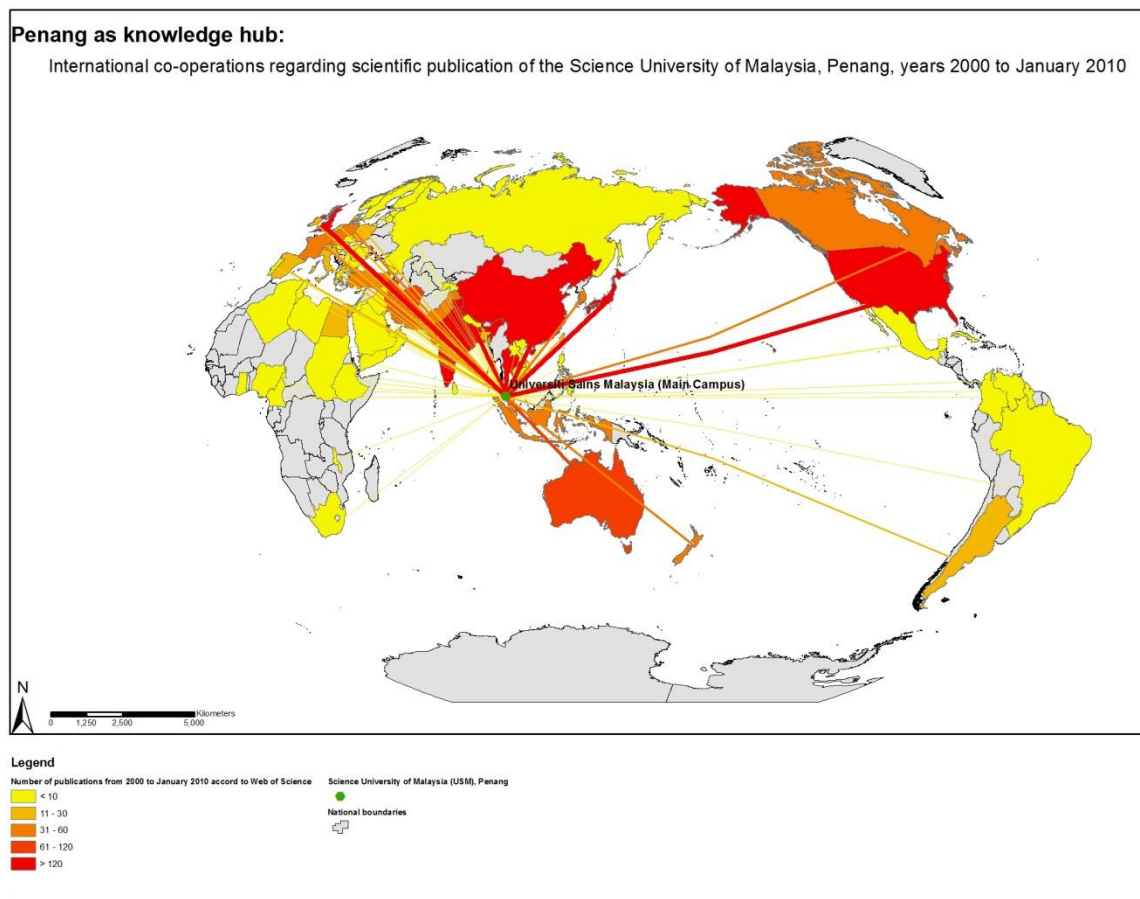 Penang as knowledge hub:
International co-operations regarding scientific publication of the Science University of Malaysia, Penang, years 2000 to January 2010
Universiti Sains Malaysia (Main Campus)
N
Kilometers
0 1,250 2,500 5,000
Legend
Number of publications from 2000 to January 2010 accord to Web of Science
< 10
11 - 30
31 - 60
61 - 120
> 120
Science University of Malaysia (USM), Penang
National boundaries